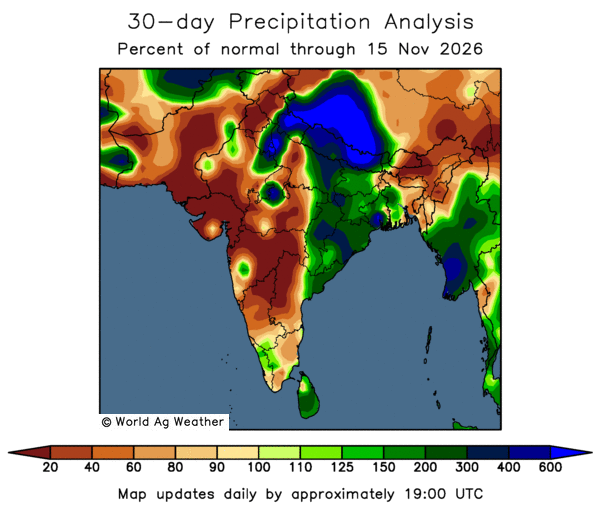 30-day Precipitation Analysis
Percent of normal through 15 Nov 2026
© World Ag Weather
20 40 60 80 90 100 110 125 150 200 300 400 600
Map updates daily by approximately 19:00 UTC